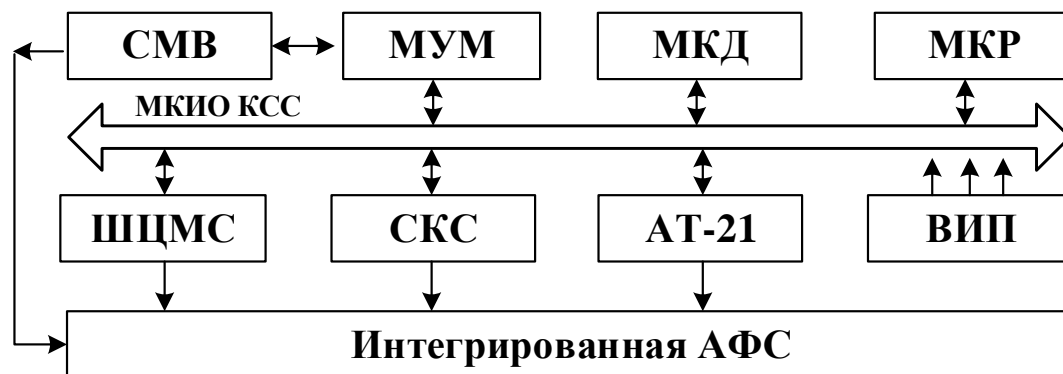 СМВ
МУМ
МКД
МКР
МКИО КСС
ШЦМС
СКС
АТ-21
ВИП
Интегрированная АФС